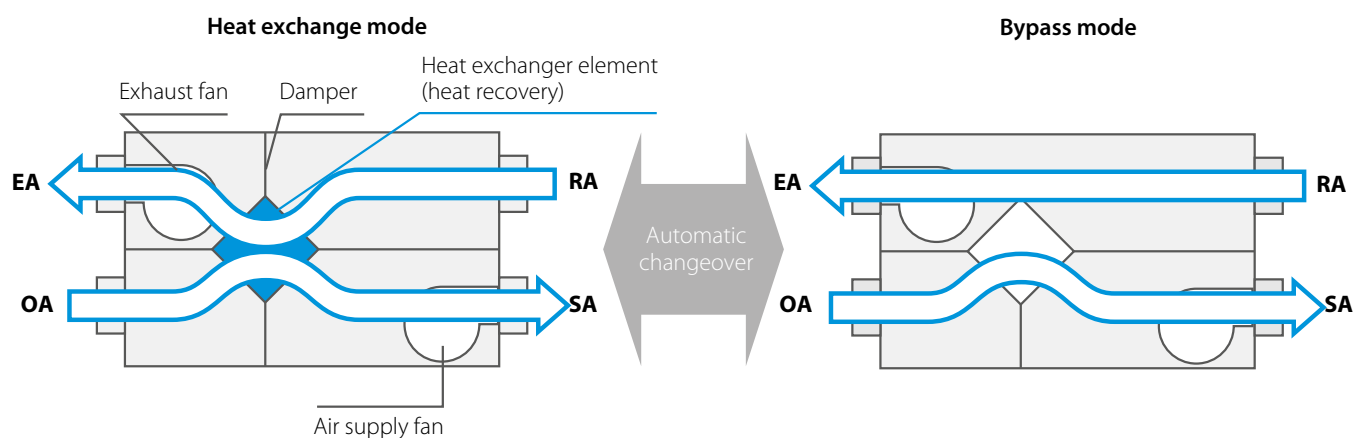 Heat exchange mode
Bypass mode
Heat exchanger element
(heat recovery)
Exhaust fan
Damper
EA
RA
EA
RA
Automatic
changeover
OA
SA
OA
SA
Air supply fan